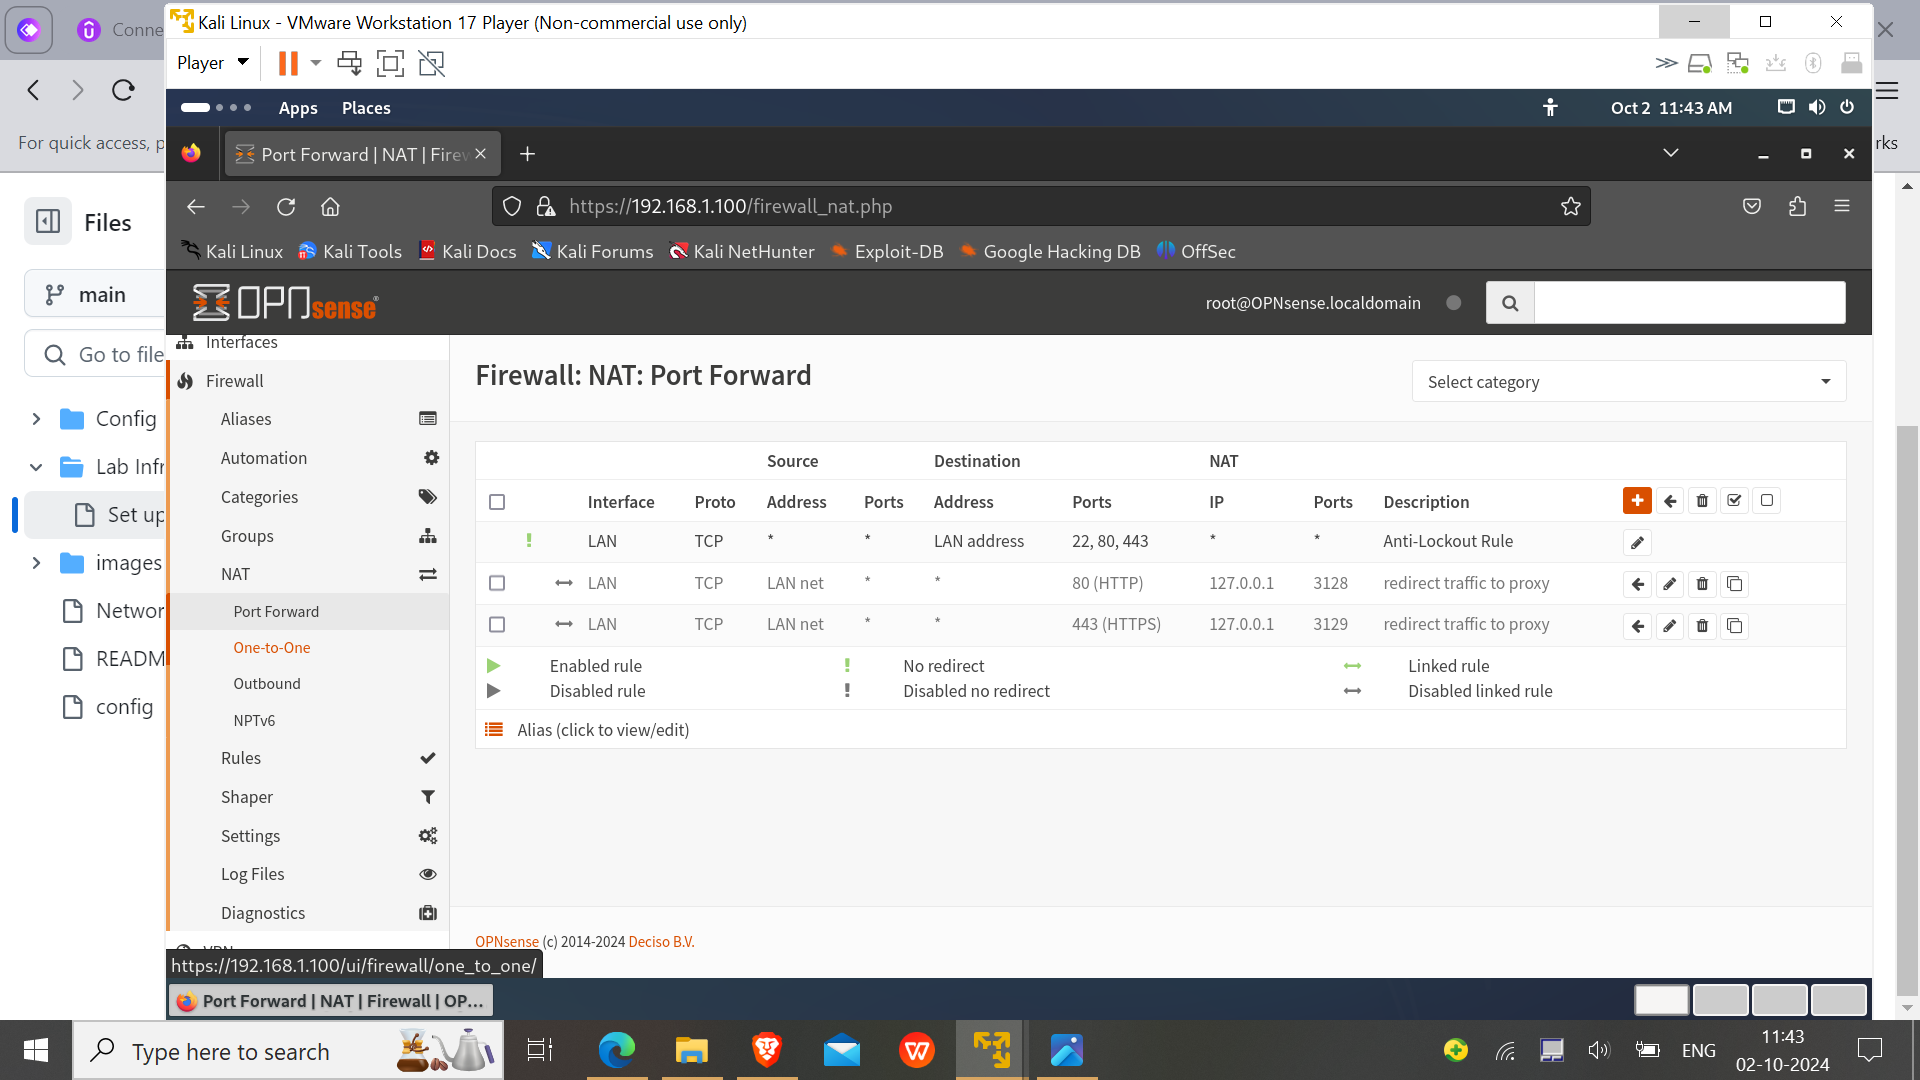 Conne
Kali Linux - VMware Workstation 17 Player (Non-commercial use only)
Player
For quick access, p
rks
Apps Places
Oct 2 11:43 AM
Port Forward | NAT | Firew
https://192.168.1.100/firewall_nat.php
Kali Linux Kali Tools Kali Docs Kali Forums Kali NetHunter Exploit-DB Google Hacking DB OffSec
OPNsense
root@OPNsense.localdomain
Files
main
Go to file
Config
Lab Infr
Set up
images
Networ
READM
config
Interfaces
Firewall
Aliases
Automation
Categories
Groups
NAT
Port Forward
One-to-One
Outbound
NPTv6
Rules
Shaper
Settings
Log Files
Diagnostics
VPN
Firewall: NAT: Port Forward
Select category
Source Destination NAT
Interface Proto Address Ports Address Ports IP Ports Description
LAN TCP * * LAN address 22, 80, 443 * * Anti-Lockout Rule
LAN TCP LAN net * * 80 (HTTP) 127.0.0.1 3128 redirect traffic to proxy
LAN TCP LAN net * * 443 (HTTPS) 127.0.0.1 3129 redirect traffic to proxy
Enabled rule No redirect Linked rule
Disabled rule Disabled no redirect Disabled linked rule
Alias (click to view/edit)
OPNsense (c) 2014-2024 Deciso B.V.
https://192.168.1.100/ui/firewall/one_to_one/
Port Forward | NAT | Firewall | OP...
Type here to search
ENG
11:43
02-10-2024